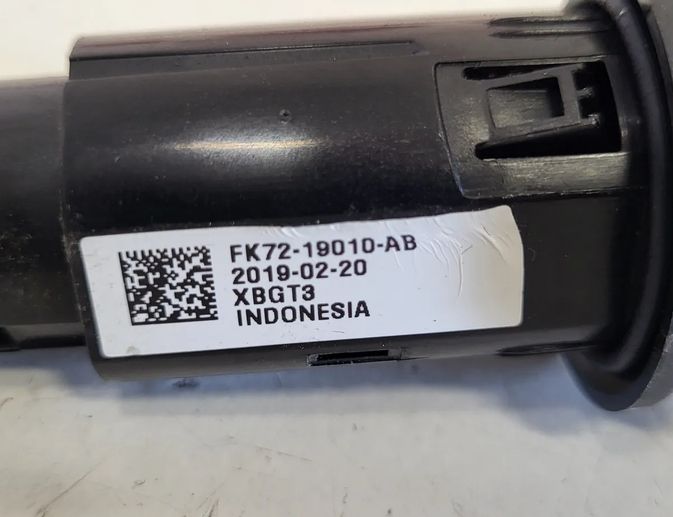 FK72-19010-AB
2019-02-20
XBGT3
INDONESIA